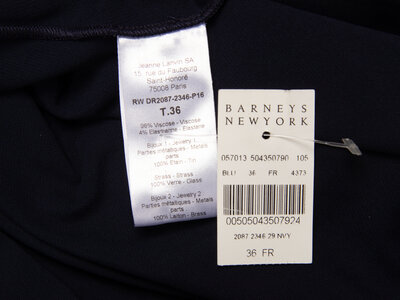 Jeanne Lanvin SA
15, rue du Faubourg
Saint-Honoré
75008 Paris
RW DR2087-2346-P16
T.36
96% Viscose - Viscose
4% Elasthanne - Elastane
Bijoux 1 - Jewelry 1
Parties métalliques - Metals
parts
100% Etain - Tin
Strass - Strass
100% Verre - Glass
Bijoux 2 - Jewelry 2
Parties métalliques - Metals
parts
100% Laiton - Brass
BARNEYS
NEW YORK
057013 504350790 105
BLU 36 FR 4373
00505043507924
2087 2346 29 NVY
36 FR